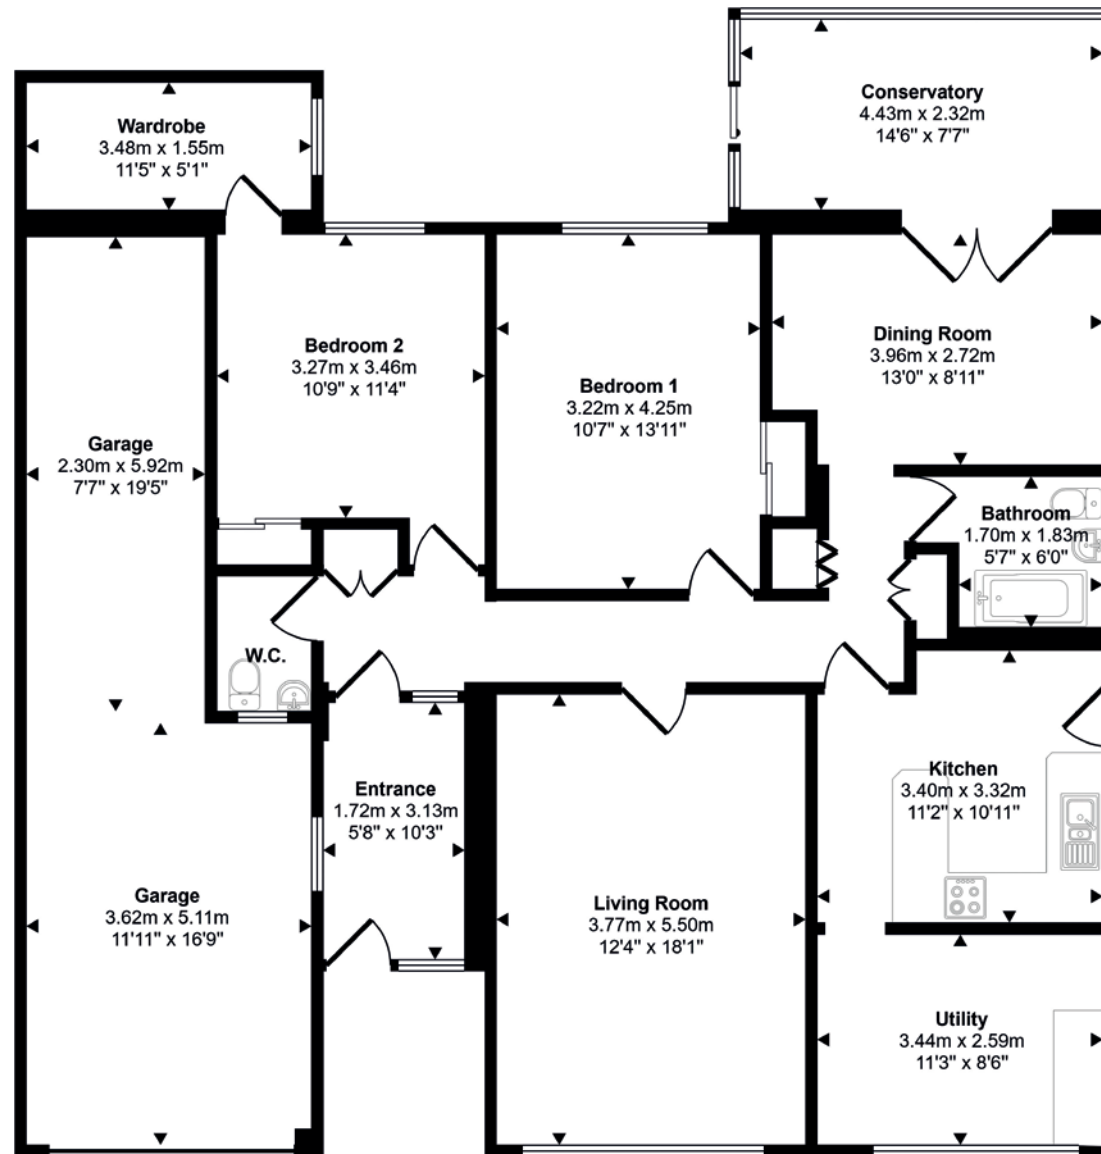 Conservatory
4.43m x 2.32m
14'6" x 7'7"
Wardrobe
3.48m x 1.55m
11'5" x 5'1"
Bedroom 2
3.27m x 3.46m
10'9" x 11'4"
Bedroom 1
3.22m x 4.25m
10'7" x 13'11"
Dining Room
3.96m x 2.72m
13'0" x 8'11"
Garage
2.30m x 5.92m
7'7" x 19'5"
Bathroom
1.70m x 1.83m
5'7" x 6'0"
W.C.
Entrance
1.72m x 3.13m
5'8" x 10'3"
Kitchen
3.40m x 3.32m
11'2" x 10'11"
Garage
3.62m x 5.11m
11'11" x 16'9"
Living Room
3.77m x 5.50m
12'4" x 18'1"
Utility
3.44m x 2.59m
11'3" x 8'6"